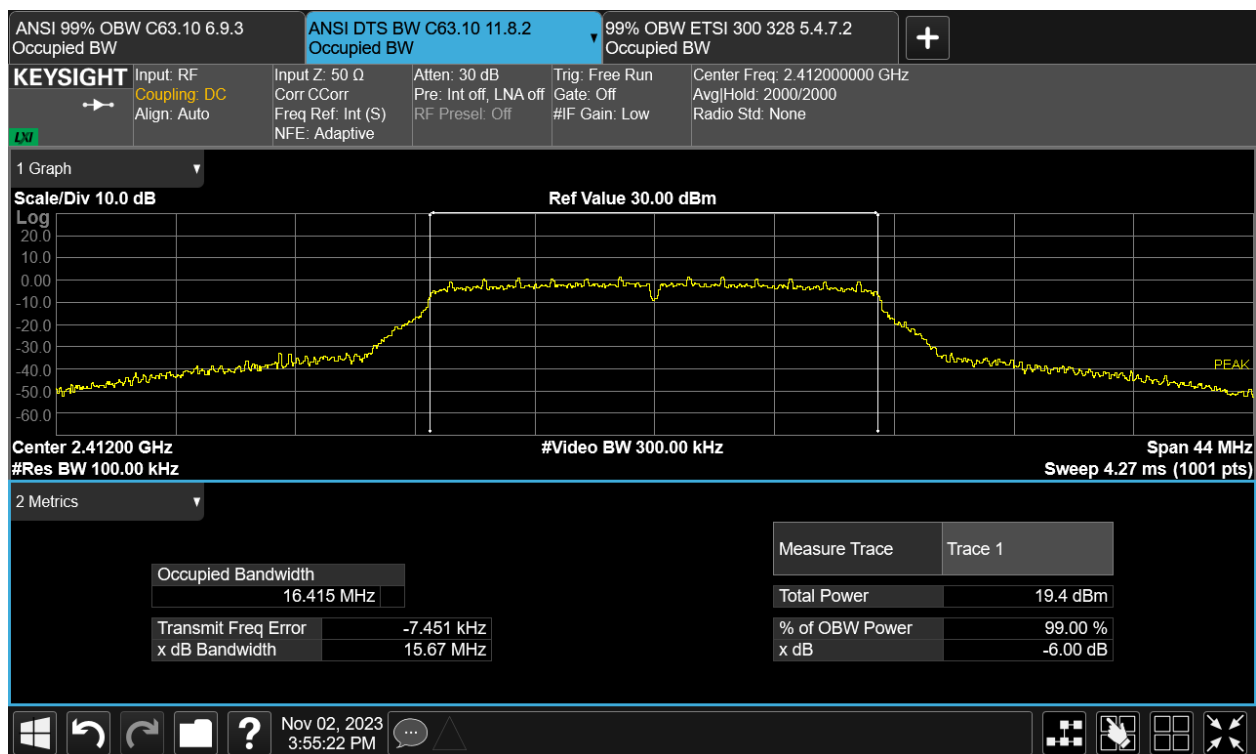 ANSI 99% OBW C63.10 6.9.3
Occupied BW
ANSI DTS BW C63.10 11.8.2
Occupied BW
99% OBW ETSI 300 328 5.4.7.2
Occupied BW
KEYSIGHT
LXI
Input: RF
Coupling: DC
Align: Auto
Input Z: 50 Ω
Corr CCorr
Freq Ref: Int (S)
NFE: Adaptive
Atten: 30 dB
Pre: Int off, LNA off
RF Presel: Off
Trig: Free Run
Gate: Off
#IF Gain: Low
Center Freq: 2.412000000 GHz
Avg|Hold: 2000/2000
Radio Std: None
1 Graph
Scale/Div 10.0 dB
Ref Value 30.00 dBm
Log
20.0
10.0
0.00
-10.0
-20.0
-30.0
-40.0
-50.0
-60.0
PEAK
Center 2.41200 GHz
#Video BW 300.00 kHz
Span 44 MHz
#Res BW 100.00 kHz
Sweep 4.27 ms (1001 pts)
2 Metrics
Measure Trace Trace 1
Occupied Bandwidth
16.415 MHz
Total Power 19.4 dBm
Transmit Freq Error -7.451 kHz
% of OBW Power 99.00 %
x dB Bandwidth 15.67 MHz
x dB -6.00 dB
?
Nov 02, 2023
3:55:22 PM